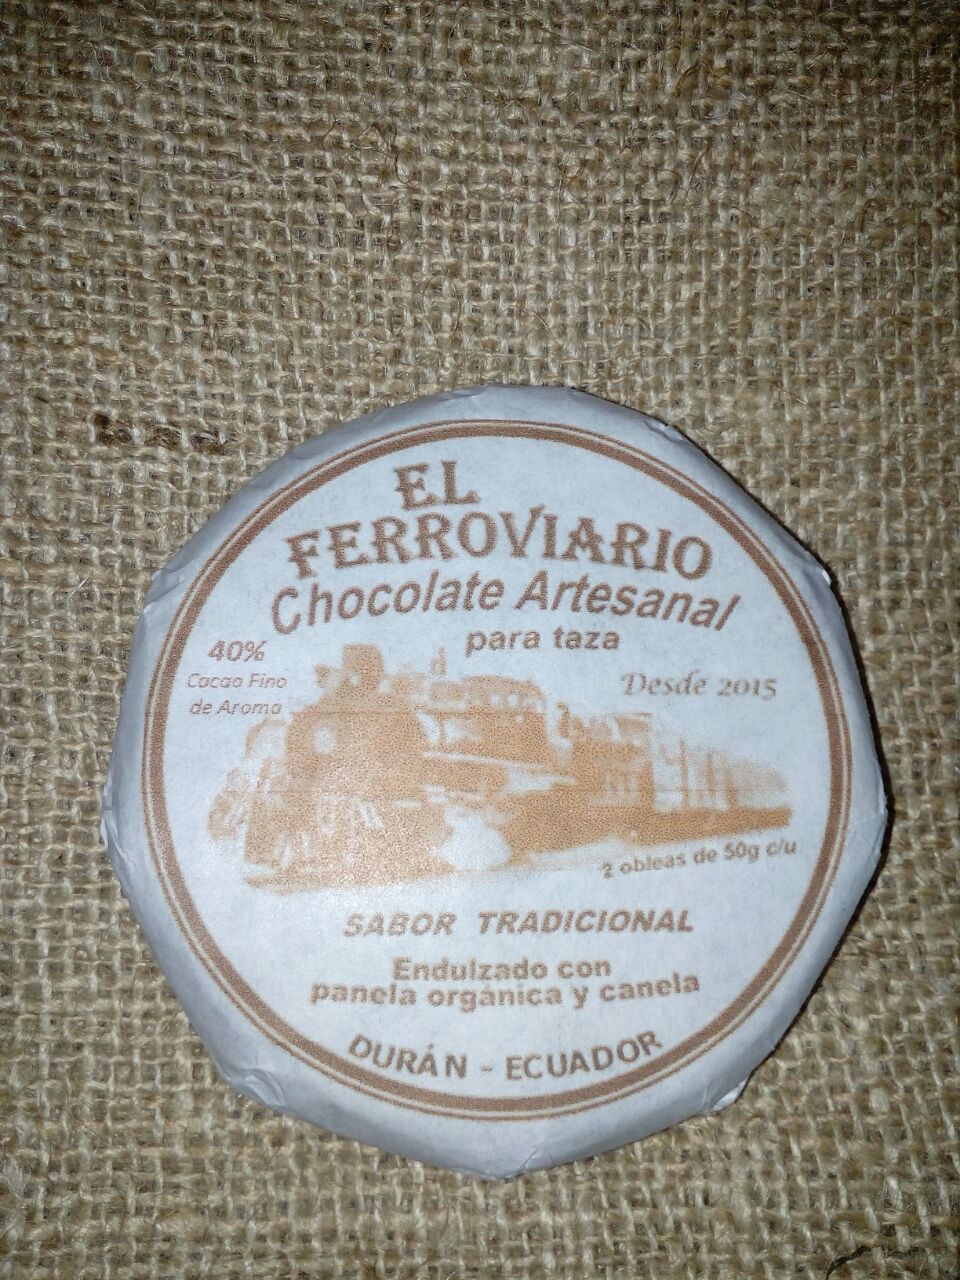 EL
FERROVIARIO
Chocolate Artesanal
para taza
40%
Cacao Fino
de Aroma
Desde 2015
2 obleas de 50g c/u
SABOR TRADICIONAL
Endulzado con
panela orgánica y canela
DURÁN - ECUADOR